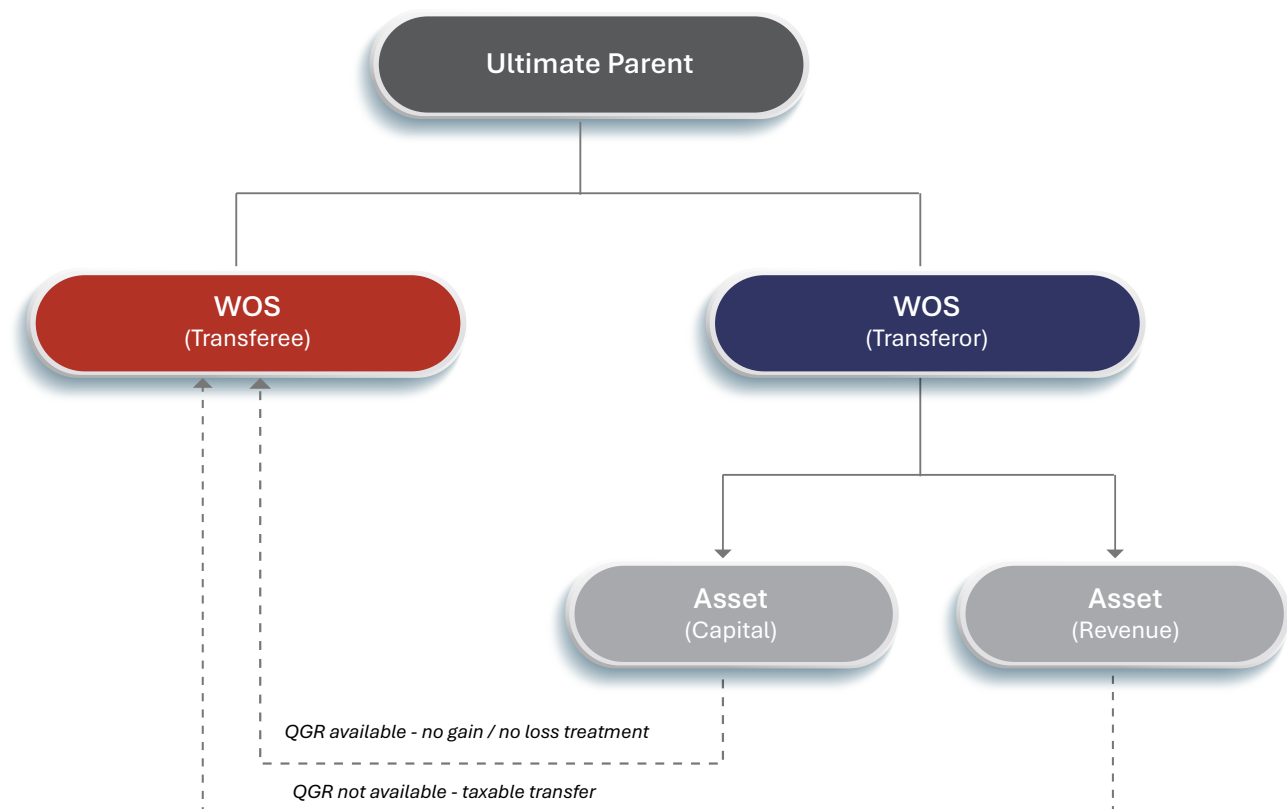 Ultimate Parent
WOS
(Transferee)
WOS
(Transferor)
Asset
(Capital)
Asset
(Revenue)
QGR available - no gain / no loss treatment
QGR not available - taxable transfer